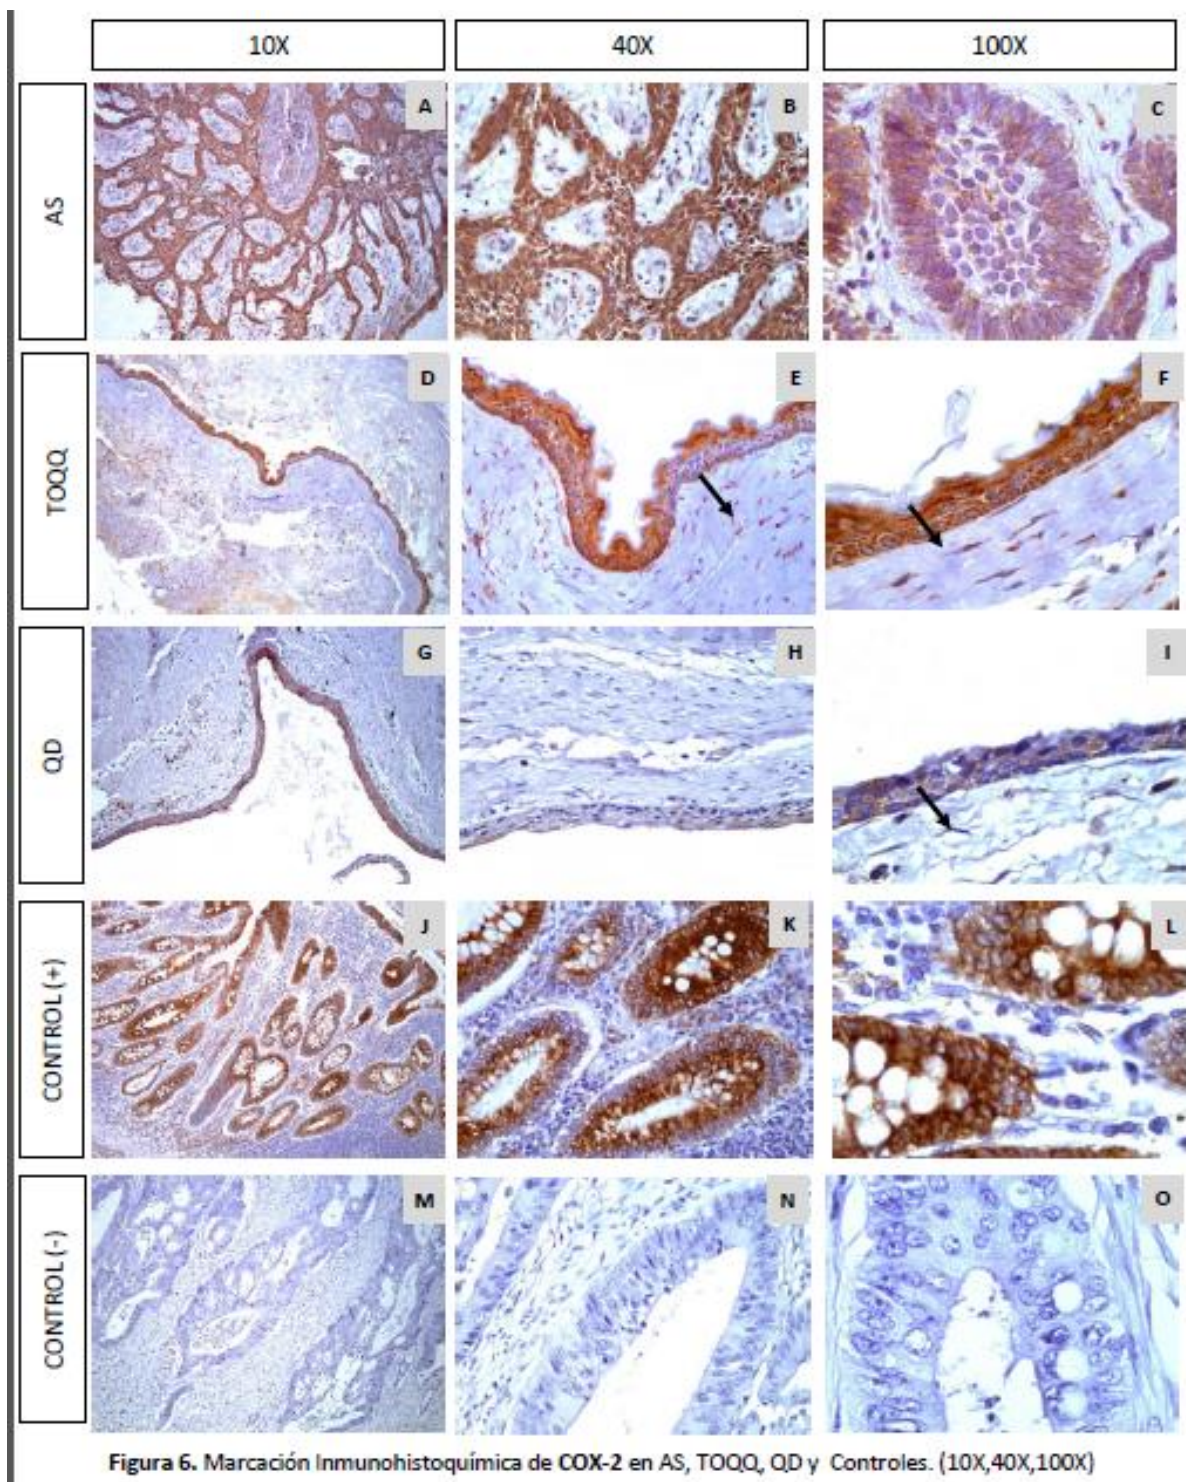 10X 40X 100X
AS A B C
TOQQ D E F
QD G H I
CONTROL (+) J K L
CONTROL (-) M N O
Figura 6. Marcación Inmunohistoquímica de COX-2 en AS, TOQQ, QD y Controles. (10X,40X,100X)